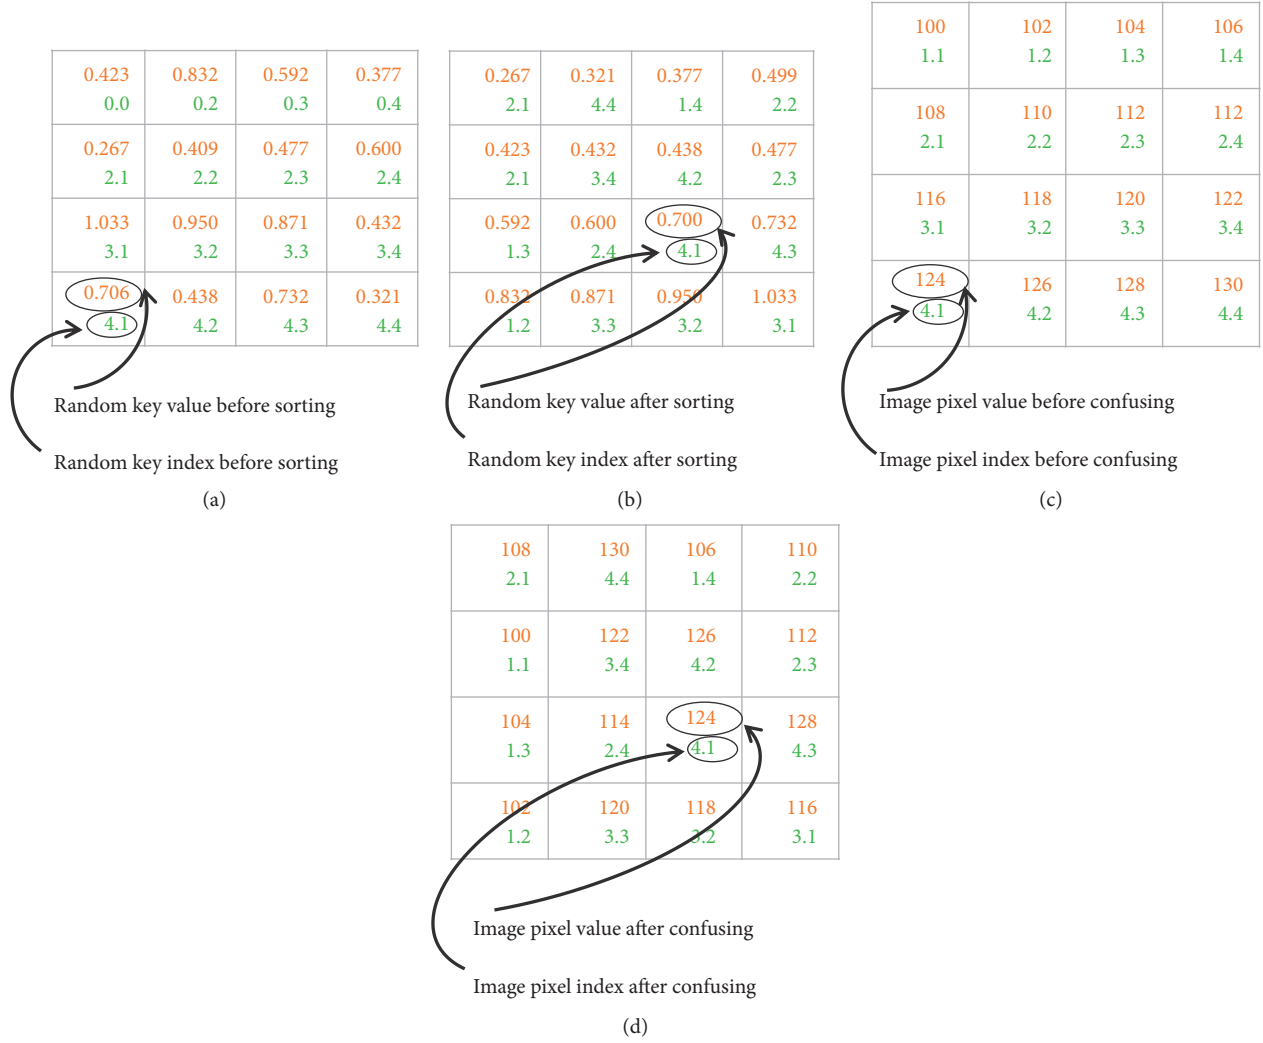 0.423 0.832 0.592 0.377
0.0 0.2 0.3 0.4
0.267 0.409 0.477 0.600
2.1 2.2 2.3 2.4
1.033 0.950 0.871 0.432
3.1 3.2 3.3 3.4
0.706 0.438 0.732 0.321
4.1 4.2 4.3 4.4
Random key value before sorting
Random key index before sorting
(a)
0.267 0.321 0.377 0.499
2.1 4.4 1.4 2.2
0.423 0.432 0.438 0.477
2.1 3.4 4.2 2.3
0.592 0.600 0.700 0.732
1.3 2.4 4.1 4.3
0.832 0.871 0.950 1.033
1.2 3.3 3.2 3.1
Random key value after sorting
Random key index after sorting
(b)
100 102 104 106
1.1 1.2 1.3 1.4
108 110 112 112
2.1 2.2 2.3 2.4
116 118 120 122
3.1 3.2 3.3 3.4
124 126 128 130
4.1 4.2 4.3 4.4
Image pixel value before confusing
Image pixel index before confusing
(c)
108 130 106 110
2.1 4.4 1.4 2.2
100 122 126 112
1.1 3.4 4.2 2.3
104 114 124 128
1.3 2.4 4.1 4.3
102 120 118 116
1.2 3.3 3.2 3.1
Image pixel value after confusing
Image pixel index after confusing
(d)